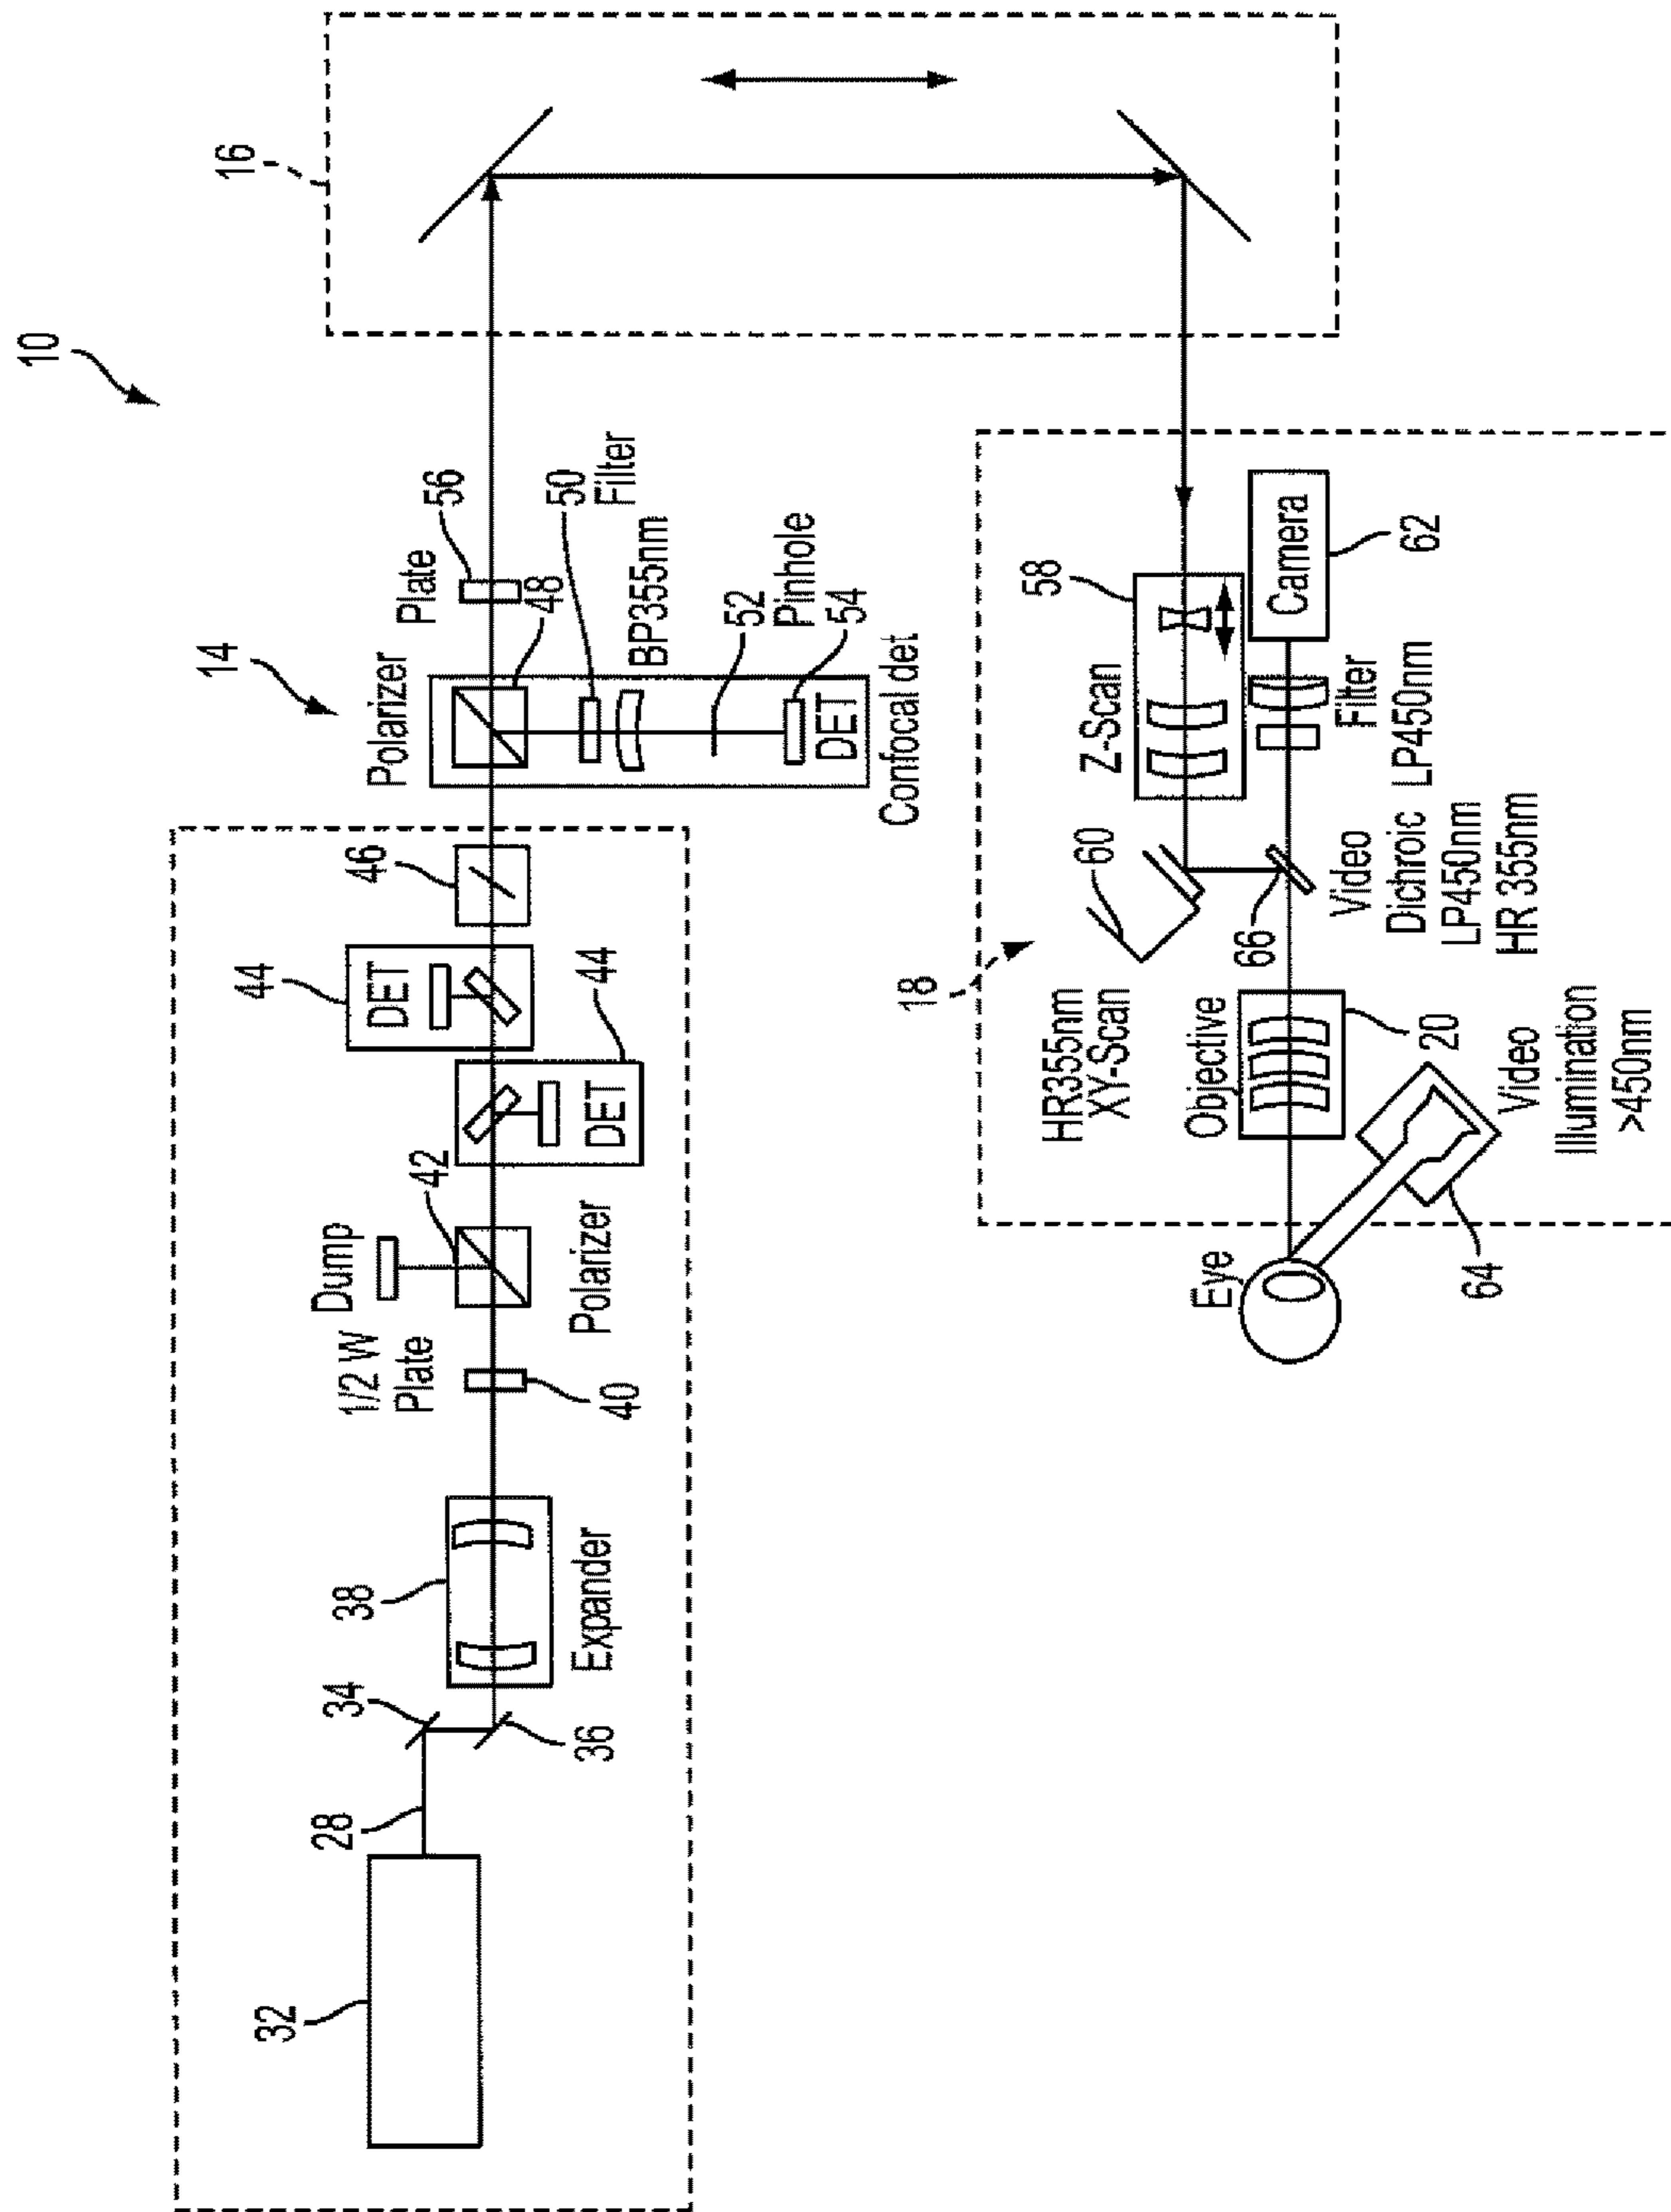 10
16
14
32
28
34
38
Expander
36
1/2 W
Plate
40
Dump
42
Polarizer
44
DET
44
DET
46
Polarizer
48
Plate
56
50
Filter
BP355nm
52
Pinhole
54
DET
Confocal det
18
58
Z-Scan
60
HR355nm
XY-Scan
Camera
62
Filter
LP450nm
66
Video
Dichroic
LP450nm
HR 355nm
Objective
20
Eye
64
Video
Illumination
>450nm